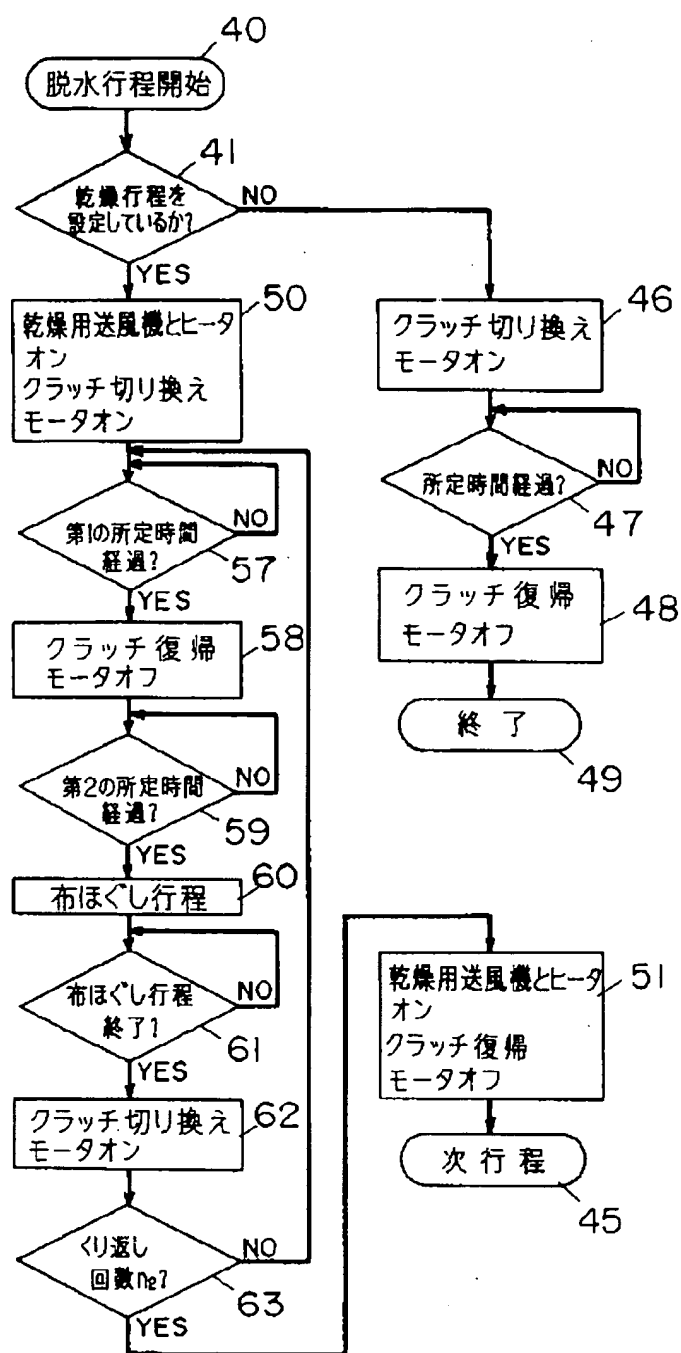 40
脱水行程開始
41
乾燥行程を
設定しているか?
NO
YES
50
乾燥用送風機とヒータ
オン
クラッチ切り換え
モータオン
第1の所定時間
経過?
NO
57
YES
58
クラッチ復帰
モータオフ
第2の所定時間
経過?
NO
59
YES
60
布ほぐし行程
布ほぐし行程
終了?
NO
61
YES
62
クラッチ切り換え
モータオン
くり返し
回数n2?
NO
63
YES
46
クラッチ切り換え
モータオン
所定時間経過?
NO
47
YES
クラッチ復帰
モータオフ
48
終了
49
51
乾燥用送風機とヒータ
オン
クラッチ復帰
モータオフ
次行程
45